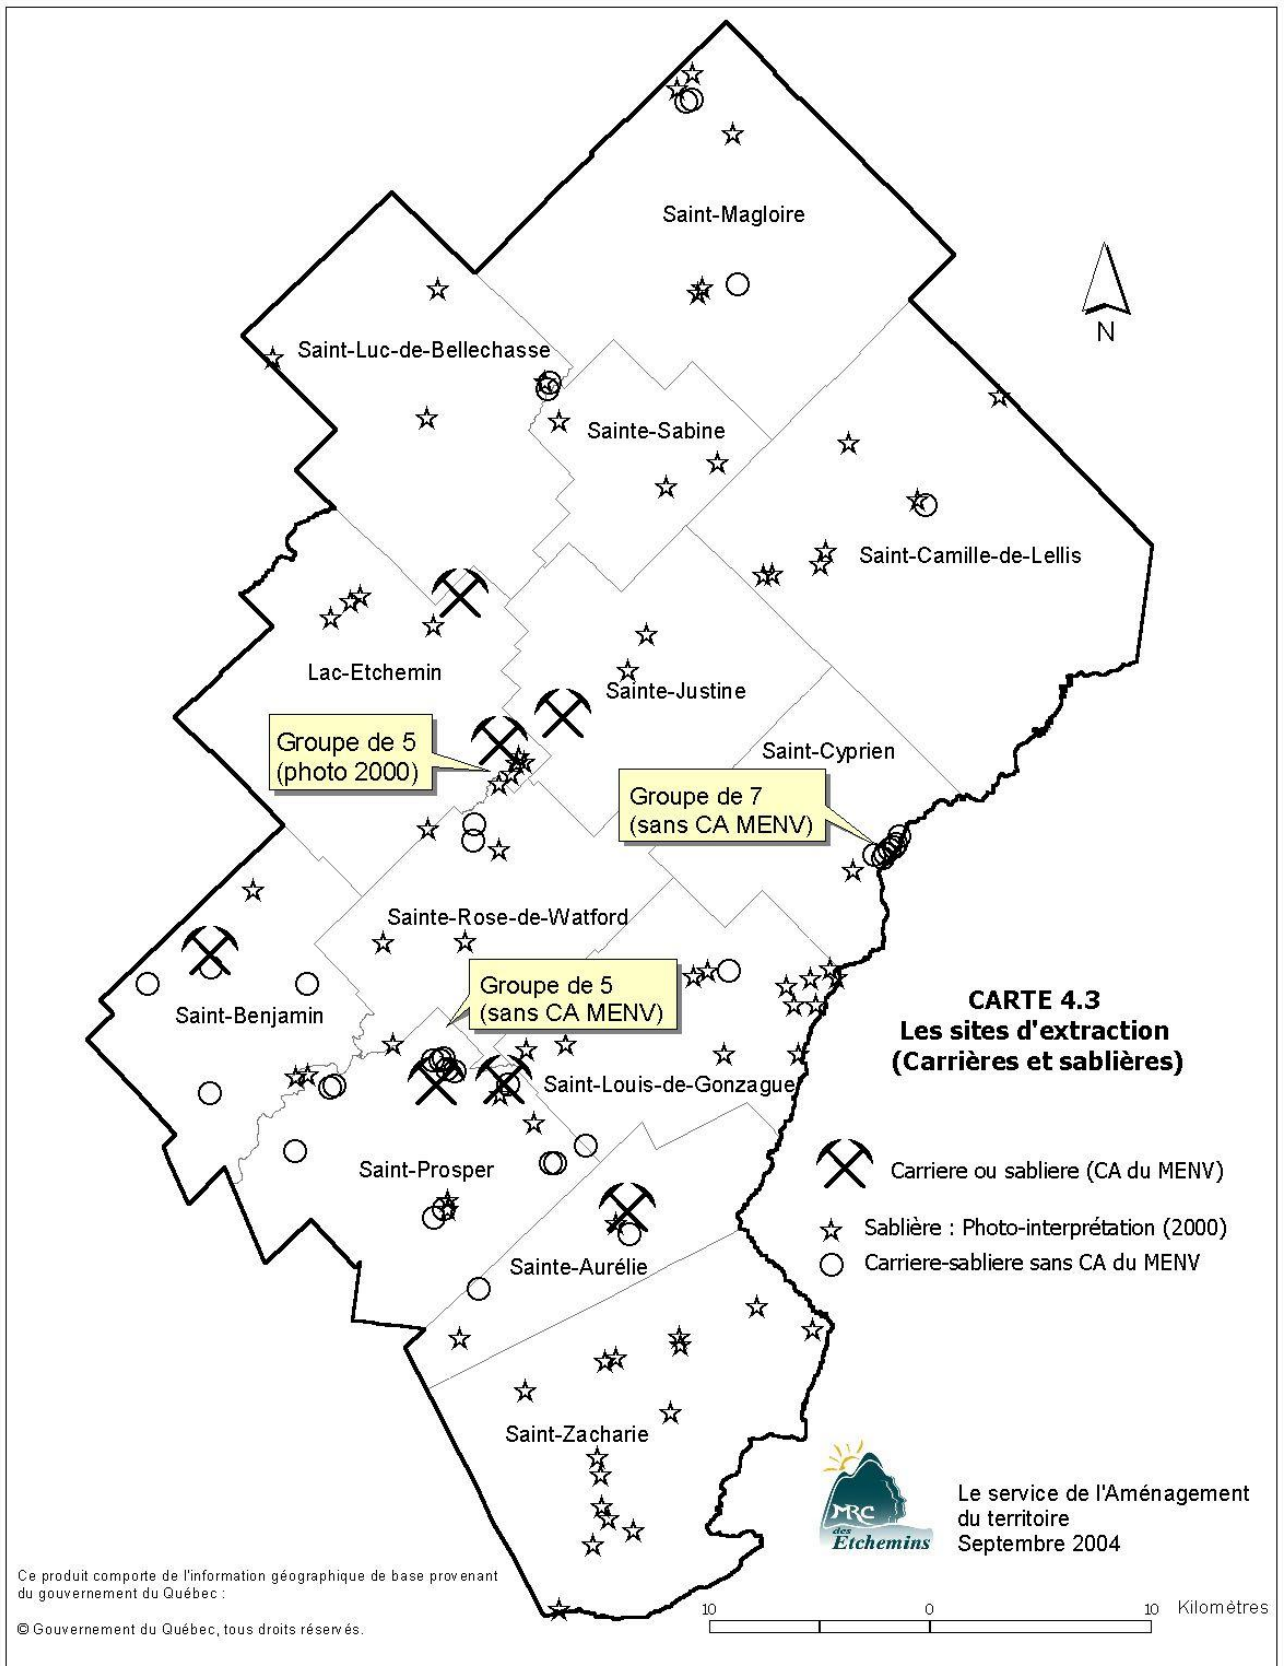 Saint-Magloire
N
Saint-Luc-de-Bellechasse
Sainte-Sabine
Saint-Camille-de-Lellis
Lac-Etchemin
Sainte-Justine
Groupe de 5
(photo 2000)
Saint-Cyprien
Groupe de 7
(sans CA MENV)
Sainte-Rose-de-Watford
Groupe de 5
(sans CA MENV)
Saint-Benjamin
CARTE 4.3
Les sites d'extraction
(Carrières et sablières)
Saint-Louis-de-Gonzague
Saint-Prosper
Carriere ou sabliere (CA du MENV)
Sablière : Photo-interprétation (2000)
Carriere-sabliere sans CA du MENV
Sainte-Aurélie
Saint-Zacharie
MRC
des
Etchemins
Le service de l'Aménagement
du territoire
Septembre 2004
Ce produit comporte de l'information géographique de base provenant
du gouvernement du Québec :
© Gouvernement du Québec, tous droits réservés.
10 0 10 Kilomètres